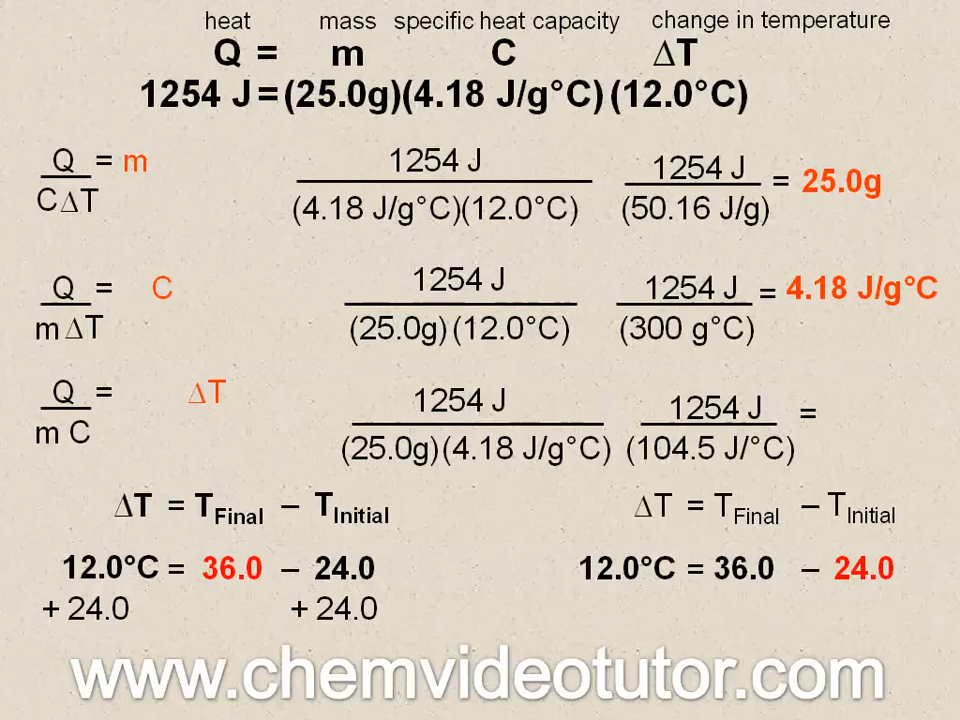 heat mass specific heat capacity change in temperature
Q = m C ΔT
1254 J = (25.0g)(4.18 J/g°C)(12.0°C)
Q = m 1254 J 1254 J = 25.0g
CΔT (4.18 J/g°C)(12.0°C) (50.16 J/g)
Q = C 1254 J 1254 J = 4.18 J/g°C
mΔT (25.0g)(12.0°C) (300 g°C)
Q = ΔT 1254 J 1254 J =
m C (25.0g)(4.18 J/g°C) (104.5 J/°C)
ΔT = TFinal – TInitial ΔT = TFinal – TInitial
12.0°C = 36.0 – 24.0 12.0°C = 36.0 – 24.0
+ 24.0 + 24.0
www.chemvideotutor.com